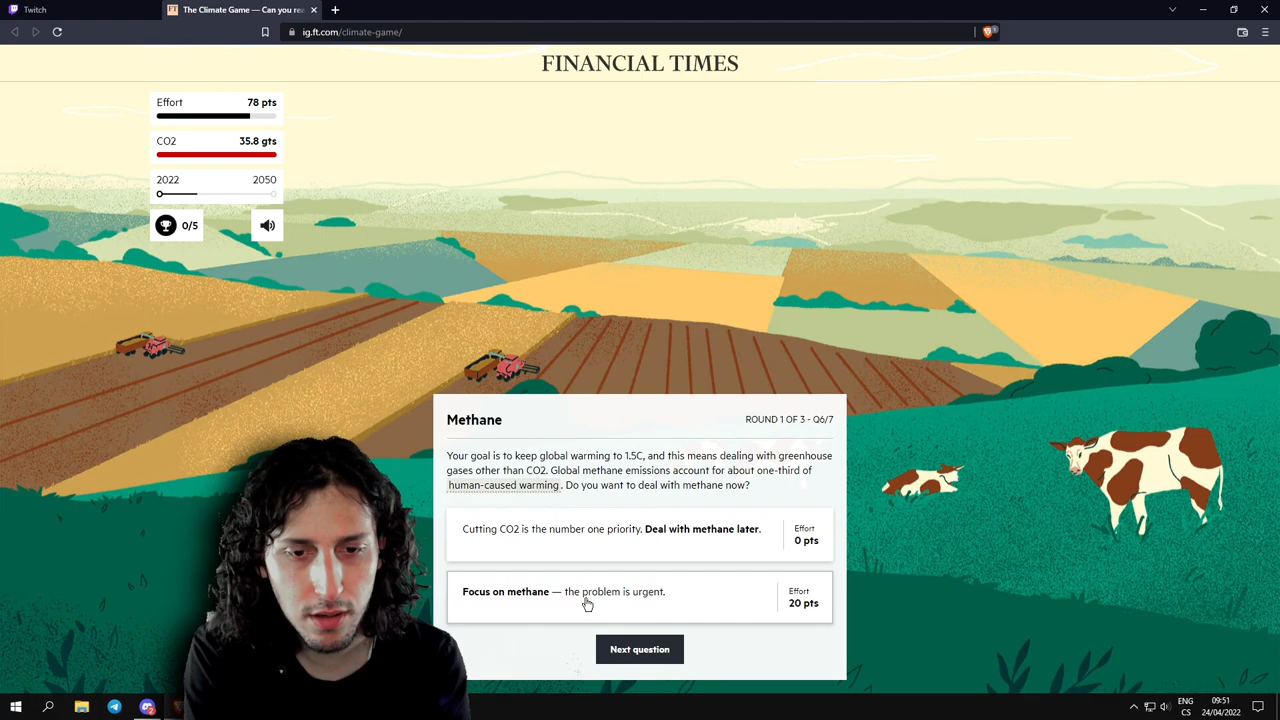 Twitch
The Climate Game — Can you rea
ig.ft.com/climate-game/
FINANCIAL TIMES
Effort 78 pts
CO2 35.8 gts
2022 2050
0/5
Methane ROUND 1 OF 3 - Q6/7
Your goal is to keep global warming to 1.5C, and this means dealing with greenhouse
gases other than CO2. Global methane emissions account for about one-third of
human-caused warming. Do you want to deal with methane now?
Cutting CO2 is the number one priority. Deal with methane later.
Effort
0 pts
Focus on methane — the problem is urgent.
Effort
20 pts
Next question
ENG
CS
09:51
24/04/2022